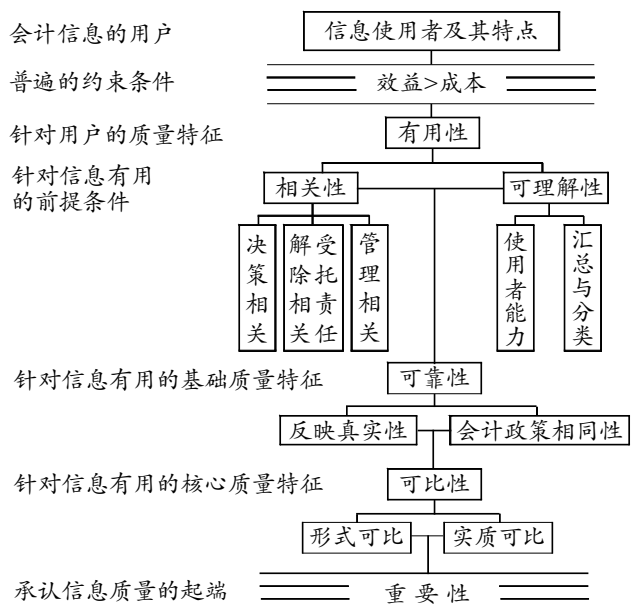 会计信息的用户
信息使用者及其特点
普遍的约束条件
效益>成本
针对用户的质量特征
有用性
针对信息有用
的前提条件
相关性
可理解性
决策相关
解除受托责任相关
管理相关
使用者能力
汇总与分类
针对信息有用的基础质量特征
可靠性
反映真实性
会计政策相同性
针对信息有用的核心质量特征
可比性
形式可比
实质可比
承认信息质量的起端
重要性